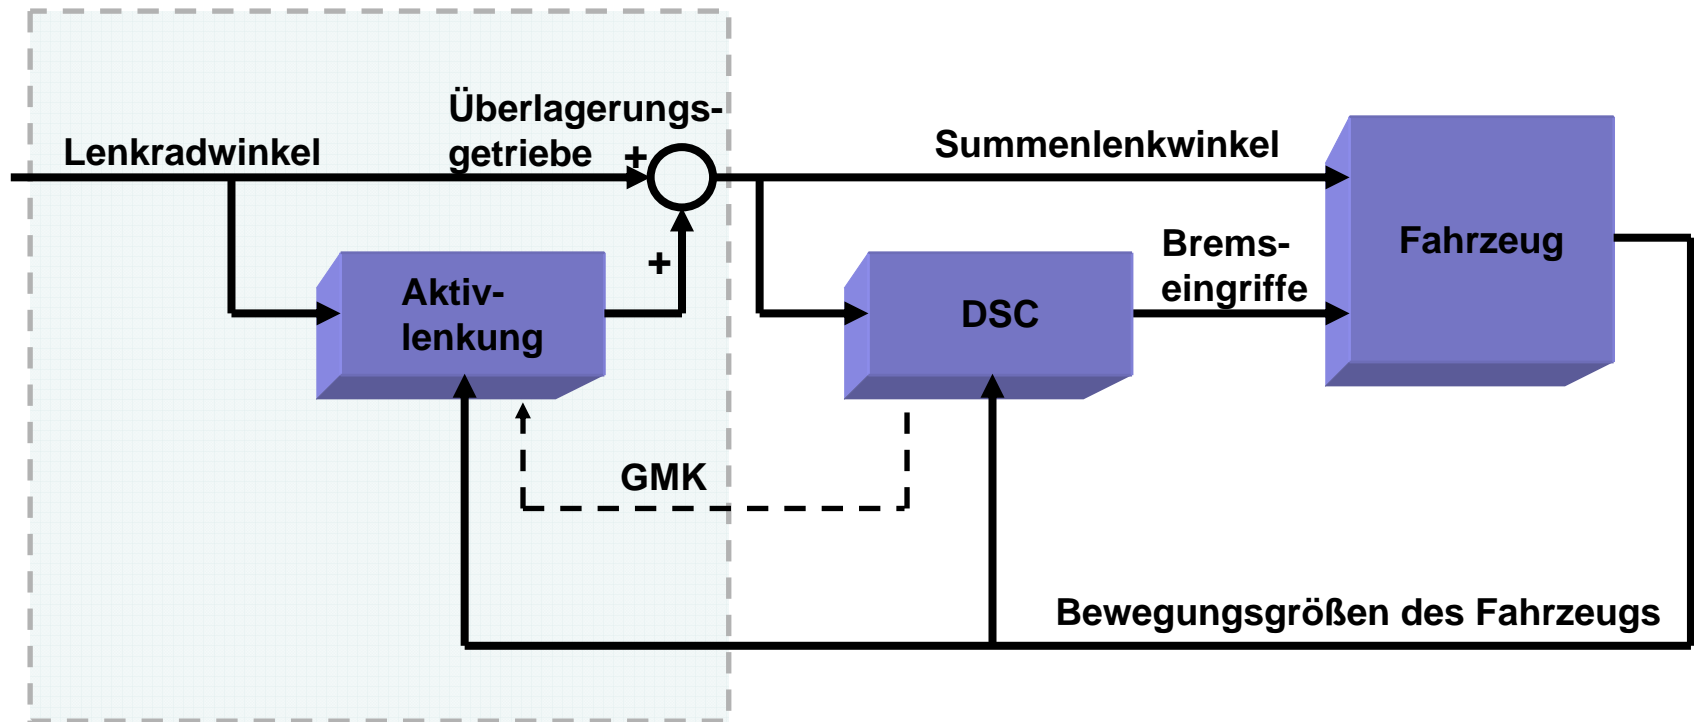 Überlagerungs-
getriebe
Lenkradwinkel
+
Summenlenkwinkel
Fahrzeug
+
Brems-
eingriffe
Aktiv-
lenkung
DSC
GMK
Bewegungsgrößen des Fahrzeugs